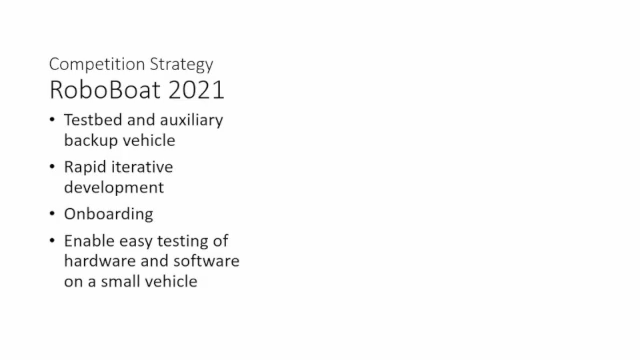 Competition Strategy
RoboBoat 2021
• Testbed and auxiliary
backup vehicle
• Rapid iterative
development
• Onboarding
• Enable easy testing of
hardware and software
on a small vehicle